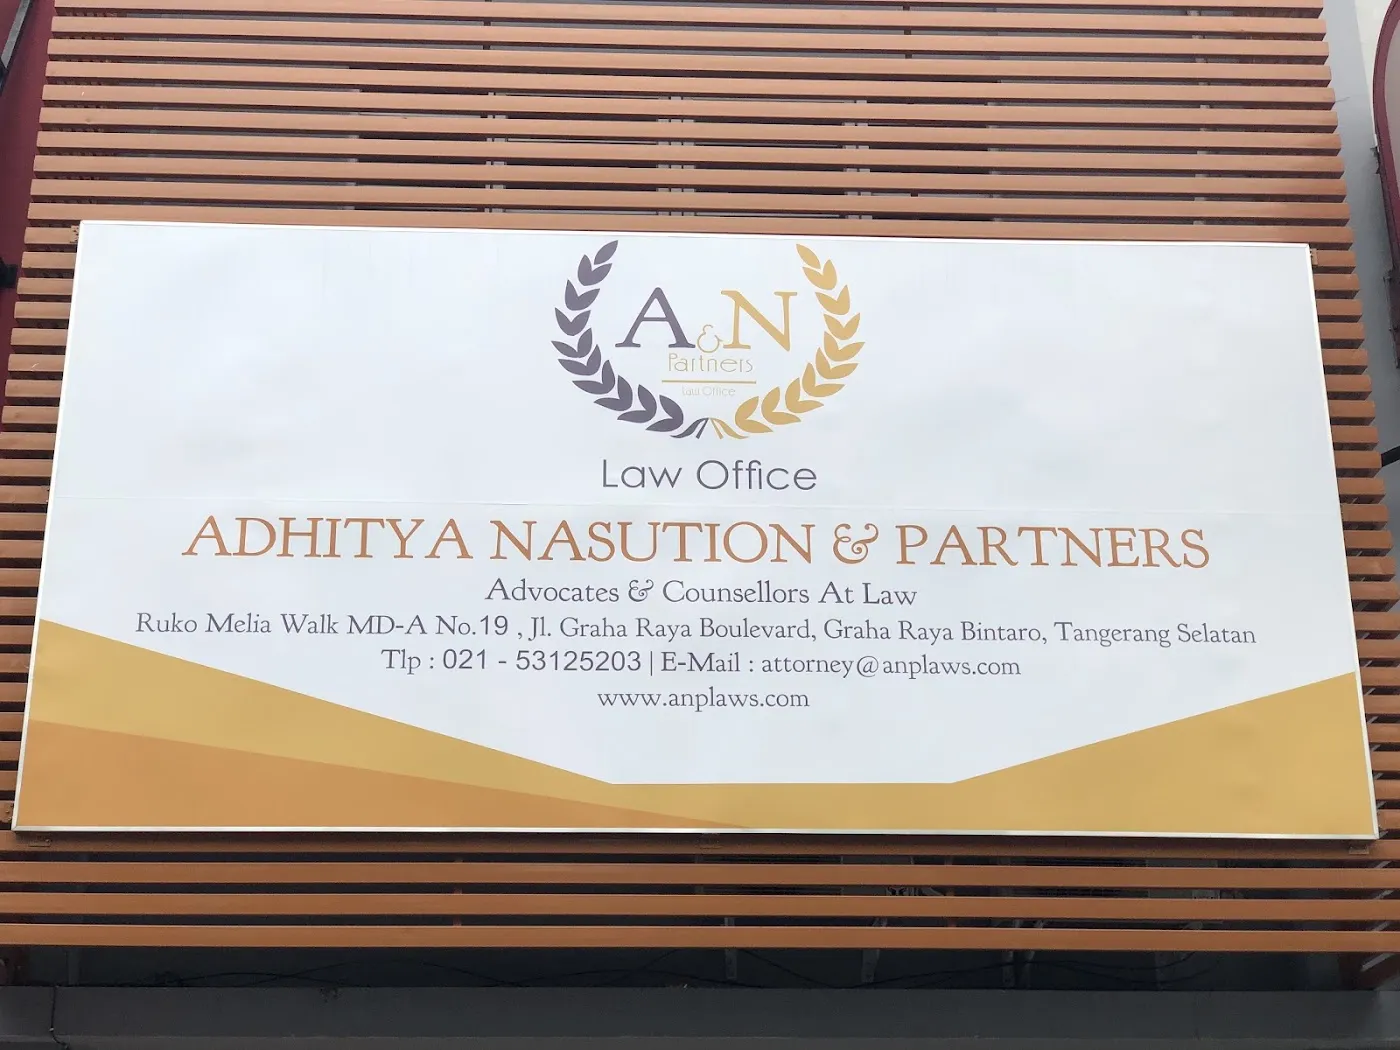 A&N
Partners
Law Office
Law Office
ADHITYA NASUTION & PARTNERS
Advocates & Counsellors At Law
Ruko Melia Walk MD-A No.19 , Jl. Graha Raya Boulevard, Graha Raya Bintaro, Tangerang Selatan
Tlp : 021 - 53125203 | E-Mail : attorney@anplaws.com
www.anplaws.com